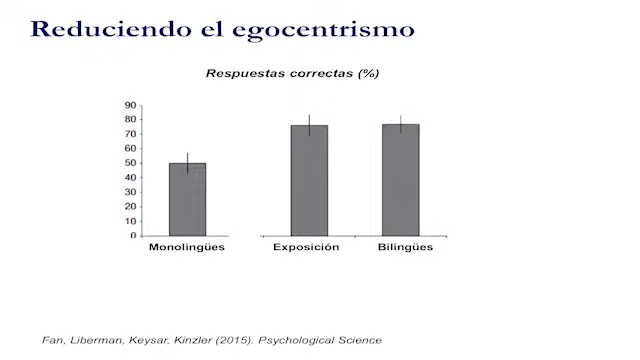 Reduciendo el egocentrismo
Respuestas correctas (%)
90
80
70
60
50
40
30
20
10
0
Monolingües Exposición Bilingües
Fan, Liberman, Keysar, Kinzler (2015). Psychological Science